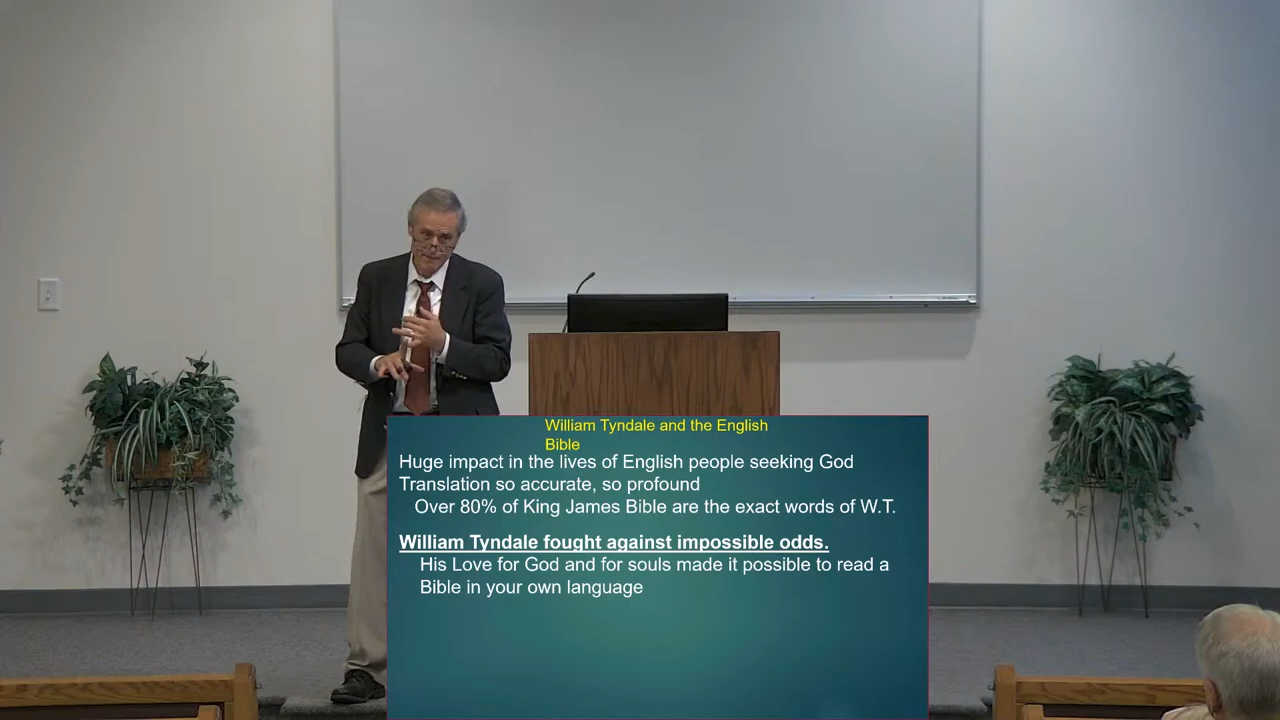 William Tyndale and the English
Bible
Huge impact in the lives of English people seeking God
Translation so accurate, so profound
Over 80% of King James Bible are the exact words of W.T.
William Tyndale fought against impossible odds.
His Love for God and for souls made it possible to read a
Bible in your own language